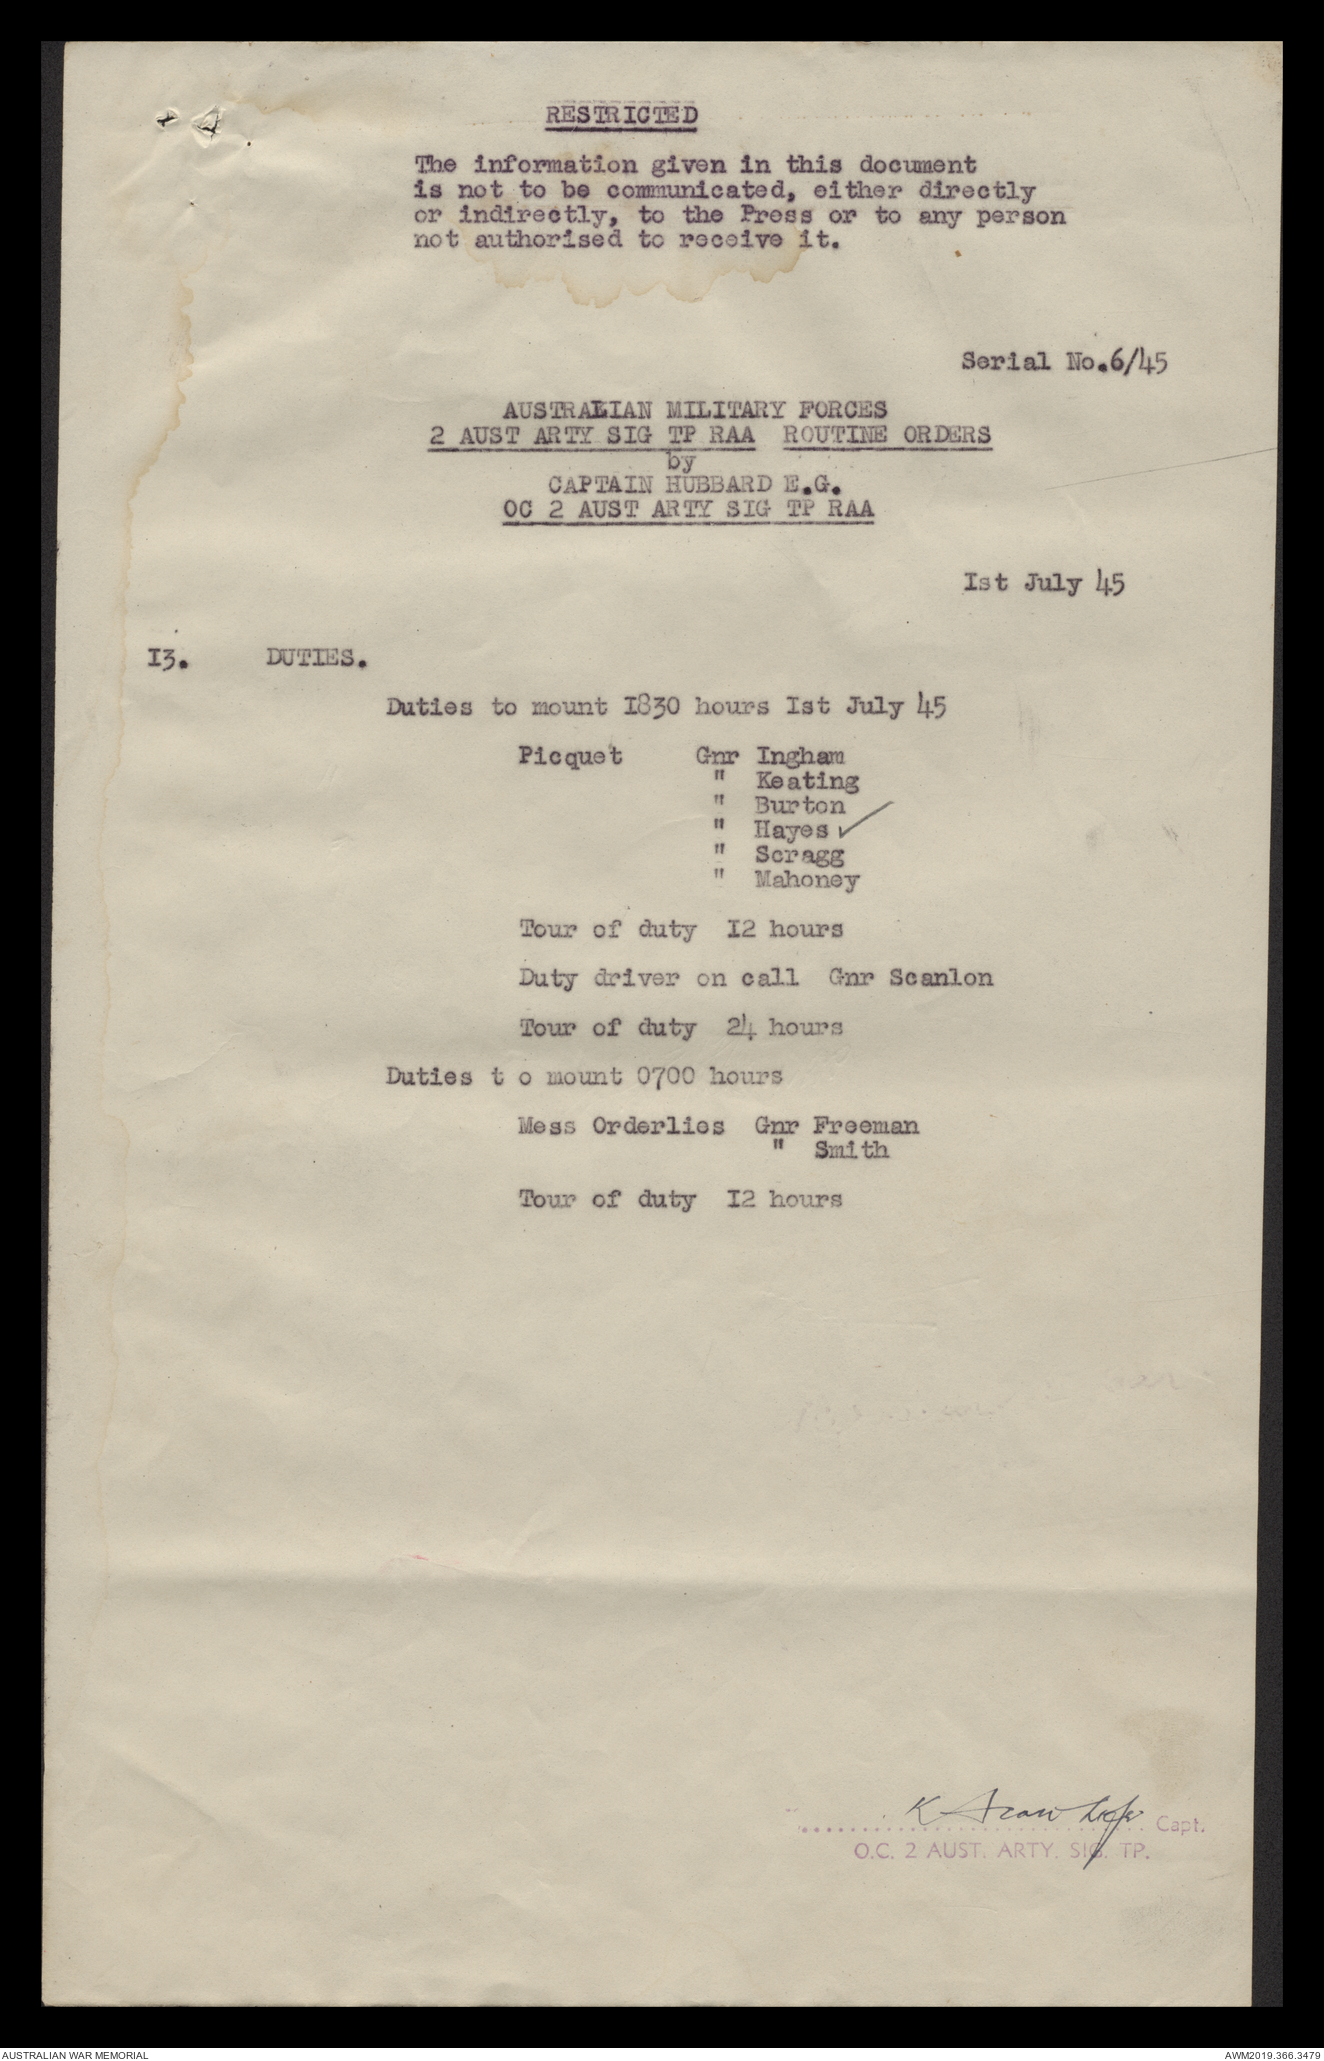 RESTRICTED
The information given in this document
is not to be communicated, either directly
or indirectly, to the Press or to any person
not authorised to receive it.
Serial No.6/45
AUSTRALIAN MILITARY FORCES
2 AUST ARTY SIG TP RAA ROUTINE ORDERS
by
CAPTAIN HUBBARD E.G.
OC 2 AUST ARTY SIG TP RAA
Ist July 45
I3. DUTIES.
Duties to mount I830 hours Ist July 45
Picquet Gnr Ingham
" Keating
" Burton
" Hayes ✓
" Scragg
" Mahoney
Tour of duty I2 hours
Duty driver on call Gnr Scanlon
Tour of duty 24 hours
Duties t o mount 0700 hours
Mess Orderlies Gnr Freeman
" Smith
Tour of duty I2 hours
K
Capt.
O.C. 2 AUST. ARTY. SIG. TP.
AUSTRALIAN WAR MEMORIAL
AWM2019.366.3479